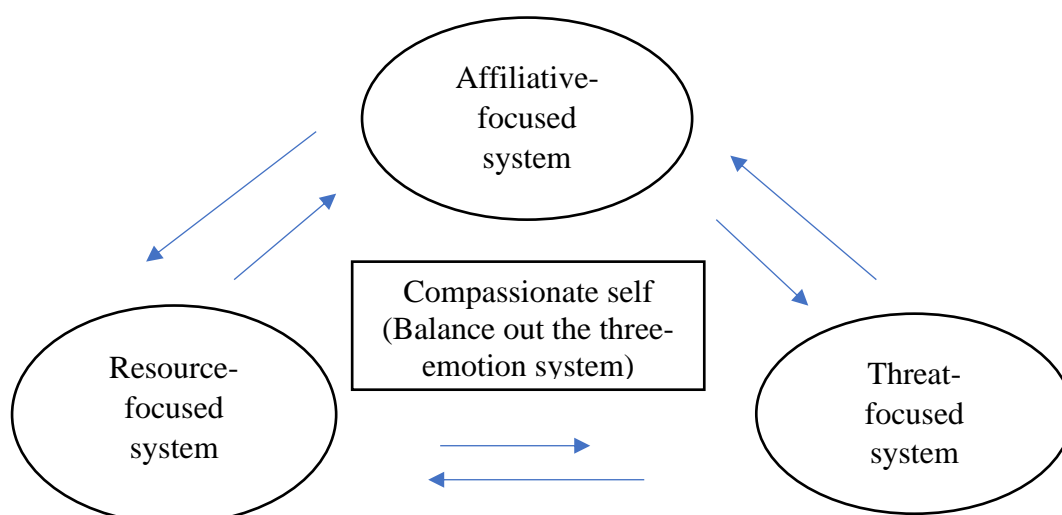 Affiliative-
focused
system
Compassionate self
(Balance out the three-
emotion system)
Resource-
focused
system
Threat-
focused
system